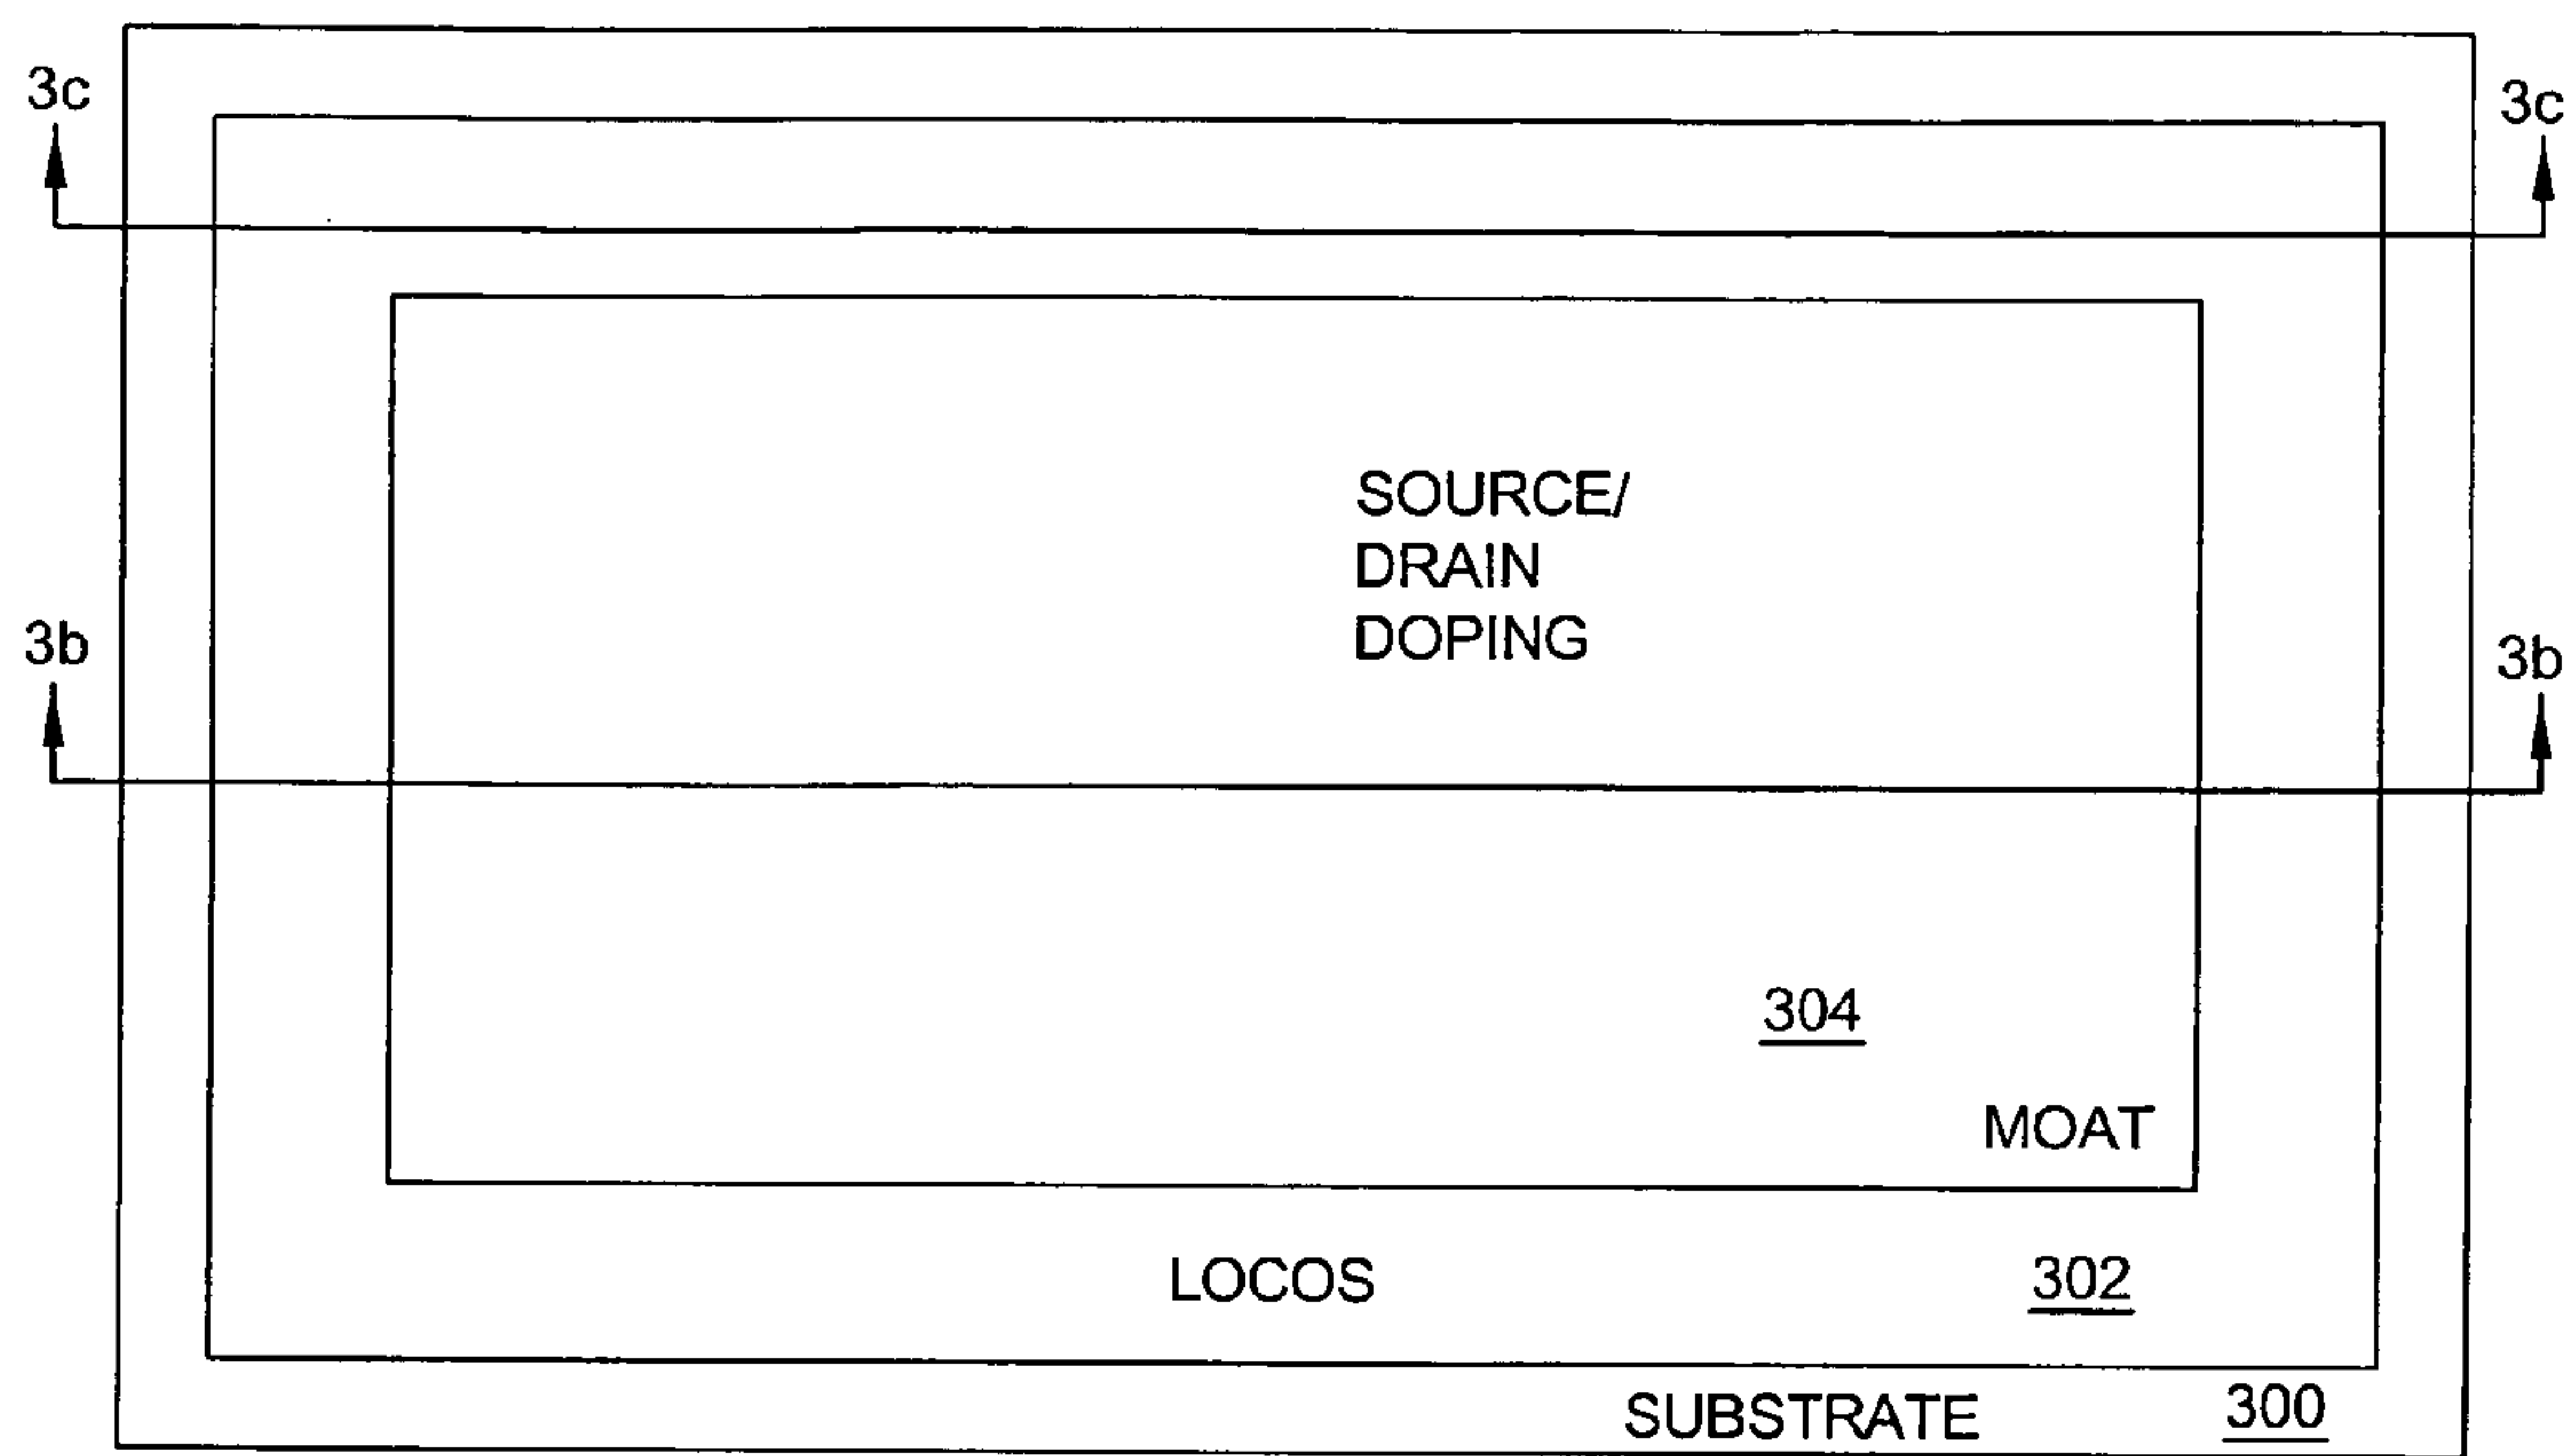 3c
3c
SOURCE/
DRAIN
DOPING
3b
3b
304
MOAT
LOCOS
302
SUBSTRATE
300